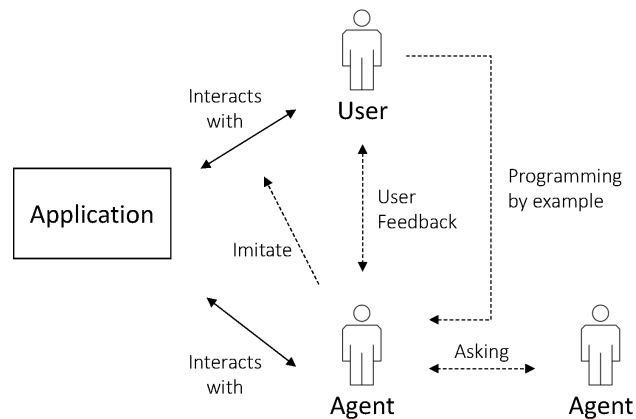 Interacts
with
User
Programming
by example
Application
User
Feedback
Imitate
Interacts
with
Asking
Agent
Agent